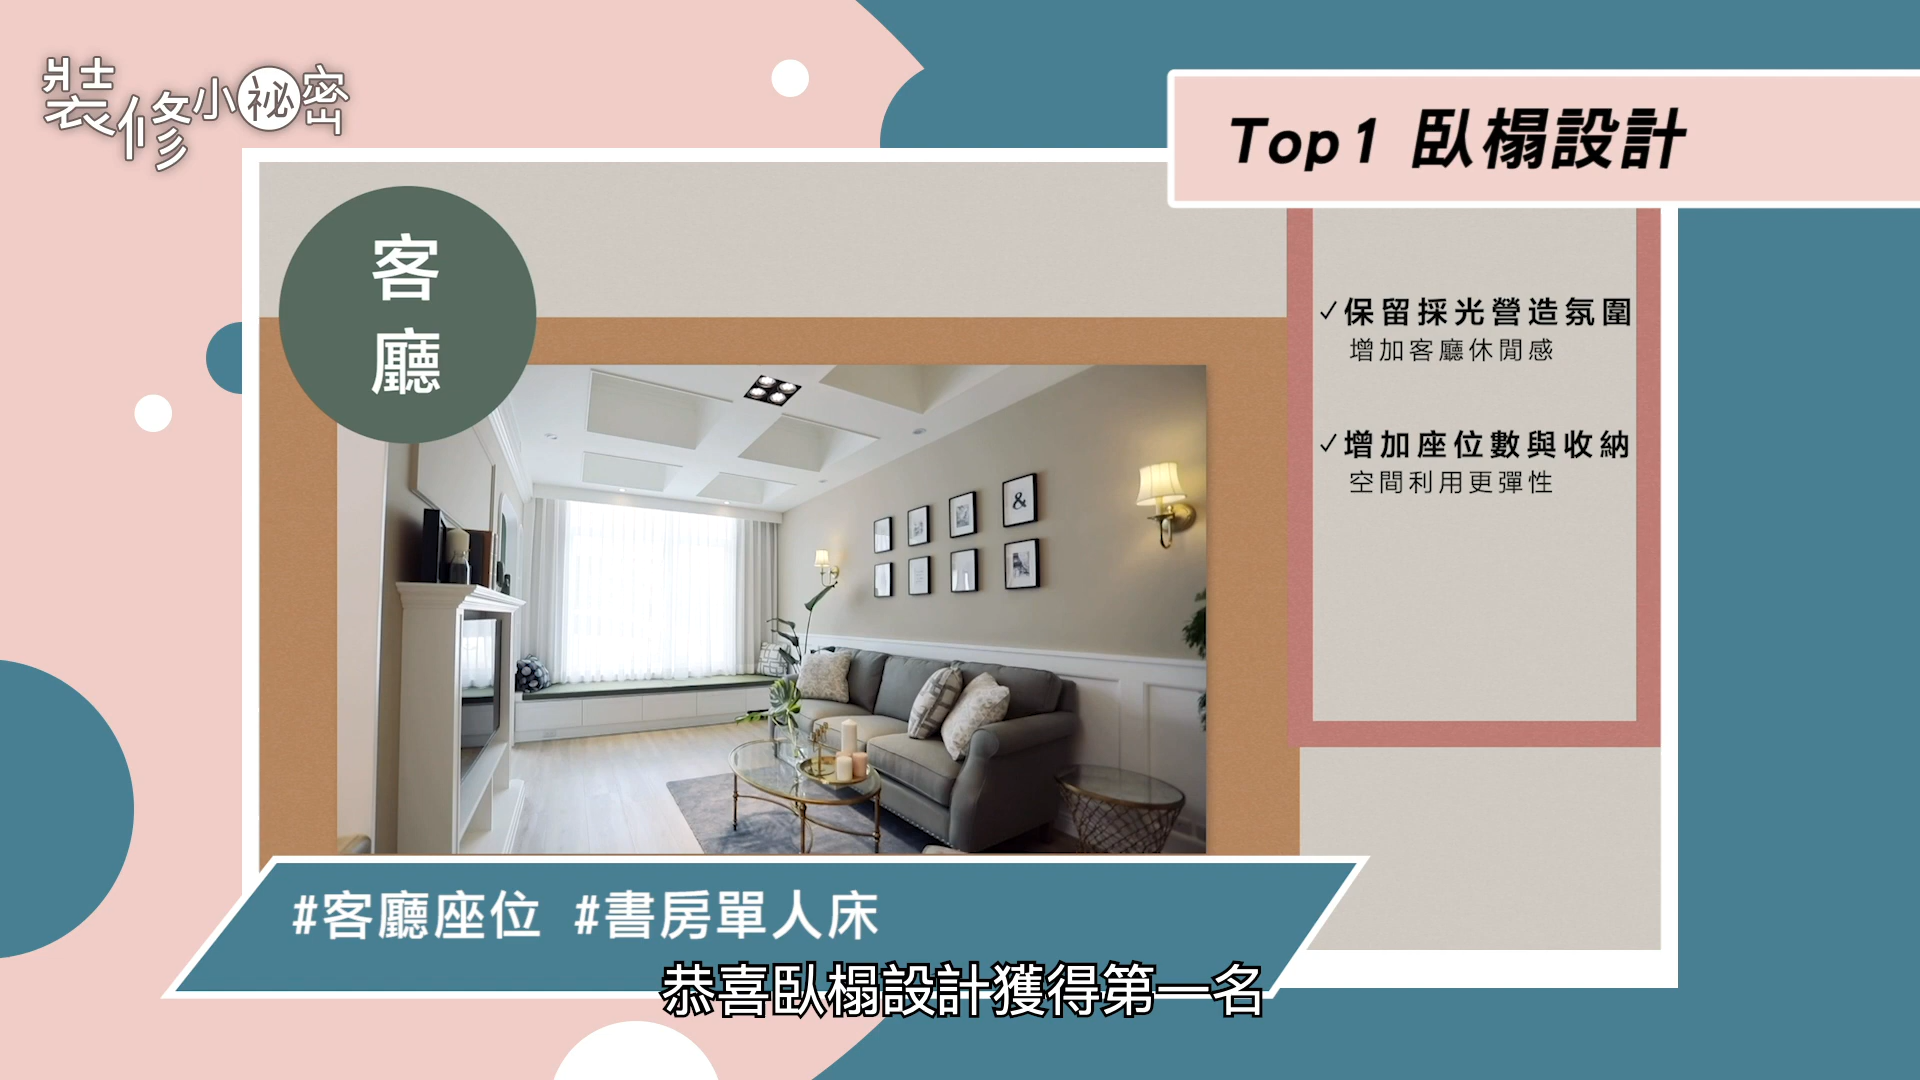 裝修小祕密
Top1 臥榻設計
客廳
✓保留採光營造氛圍
增加客廳休閒感
✓增加座位數與收納
空間利用更彈性
&
#客廳座位 #書房單人床
恭喜臥榻設計獲得第一名